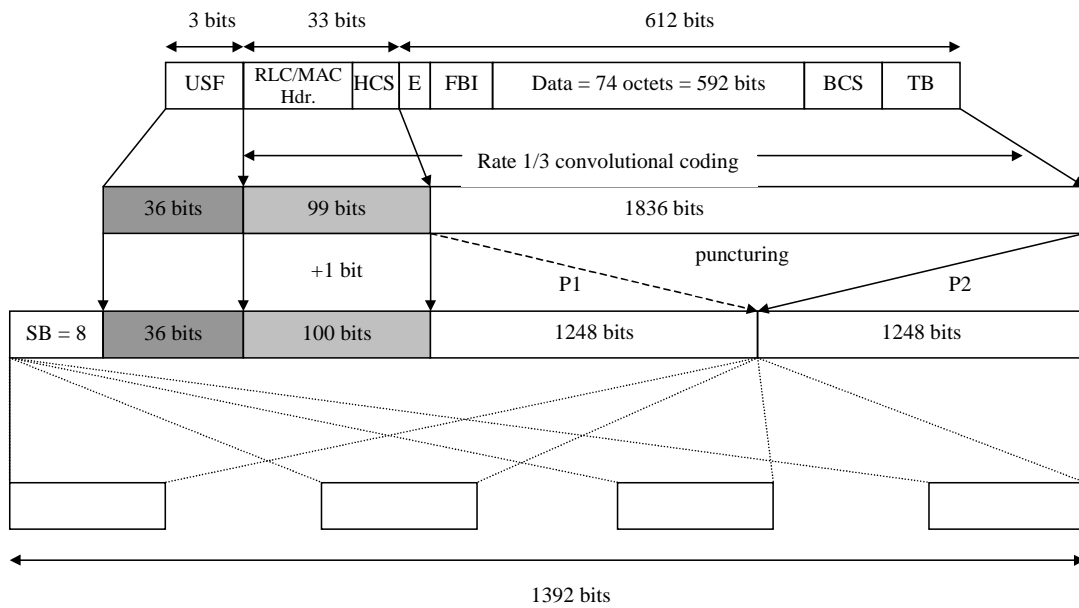 3 bits 33 bits 612 bits
USF RLC/MAC Hdr. HCS E FBI Data = 74 octets = 592 bits BCS TB
Rate 1/3 convolutional coding
36 bits 99 bits 1836 bits
puncturing
+1 bit P1 P2
SB = 8 36 bits 100 bits 1248 bits 1248 bits
1392 bits